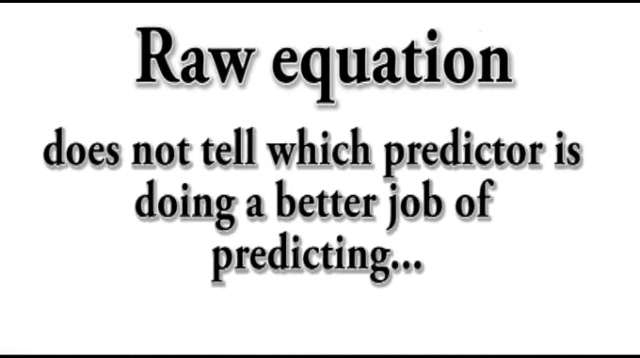 Raw equation
does not tell which predictor is
doing a better job of
predicting...